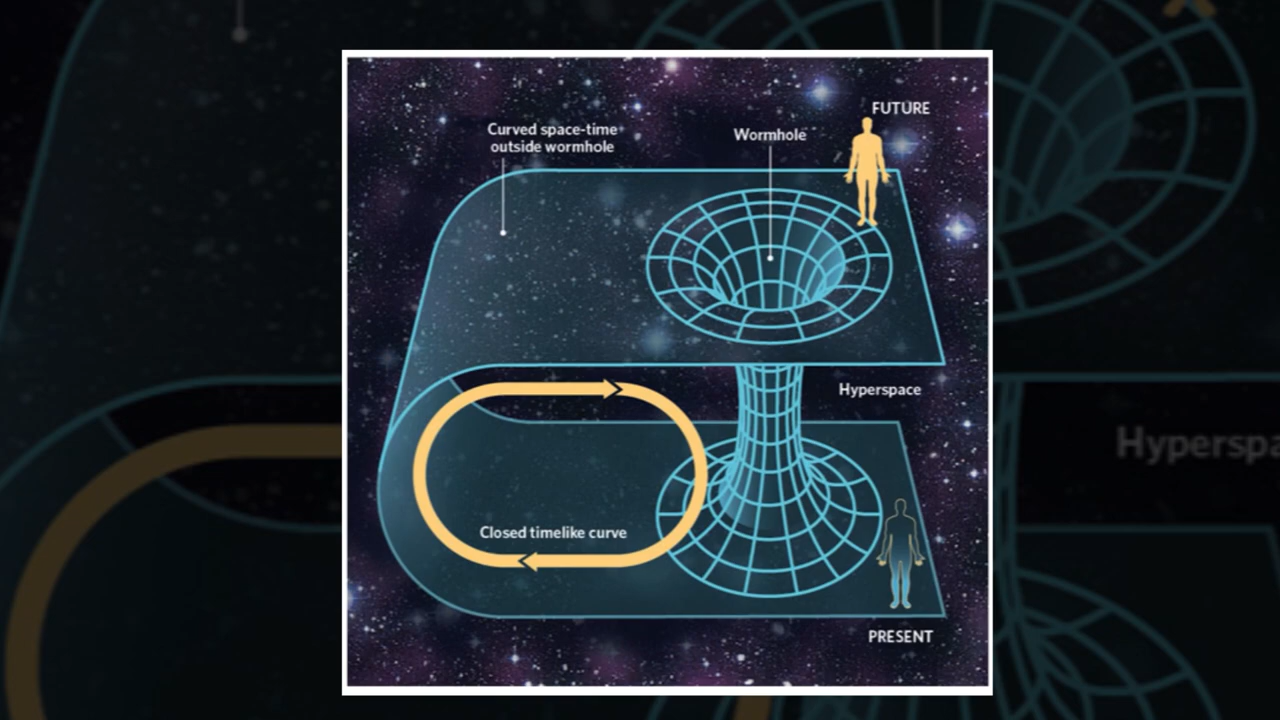 FUTURE
Curved space-time
outside wormhole
Wormhole
Hyperspace
Closed timelike curve
PRESENT
Hyperspa